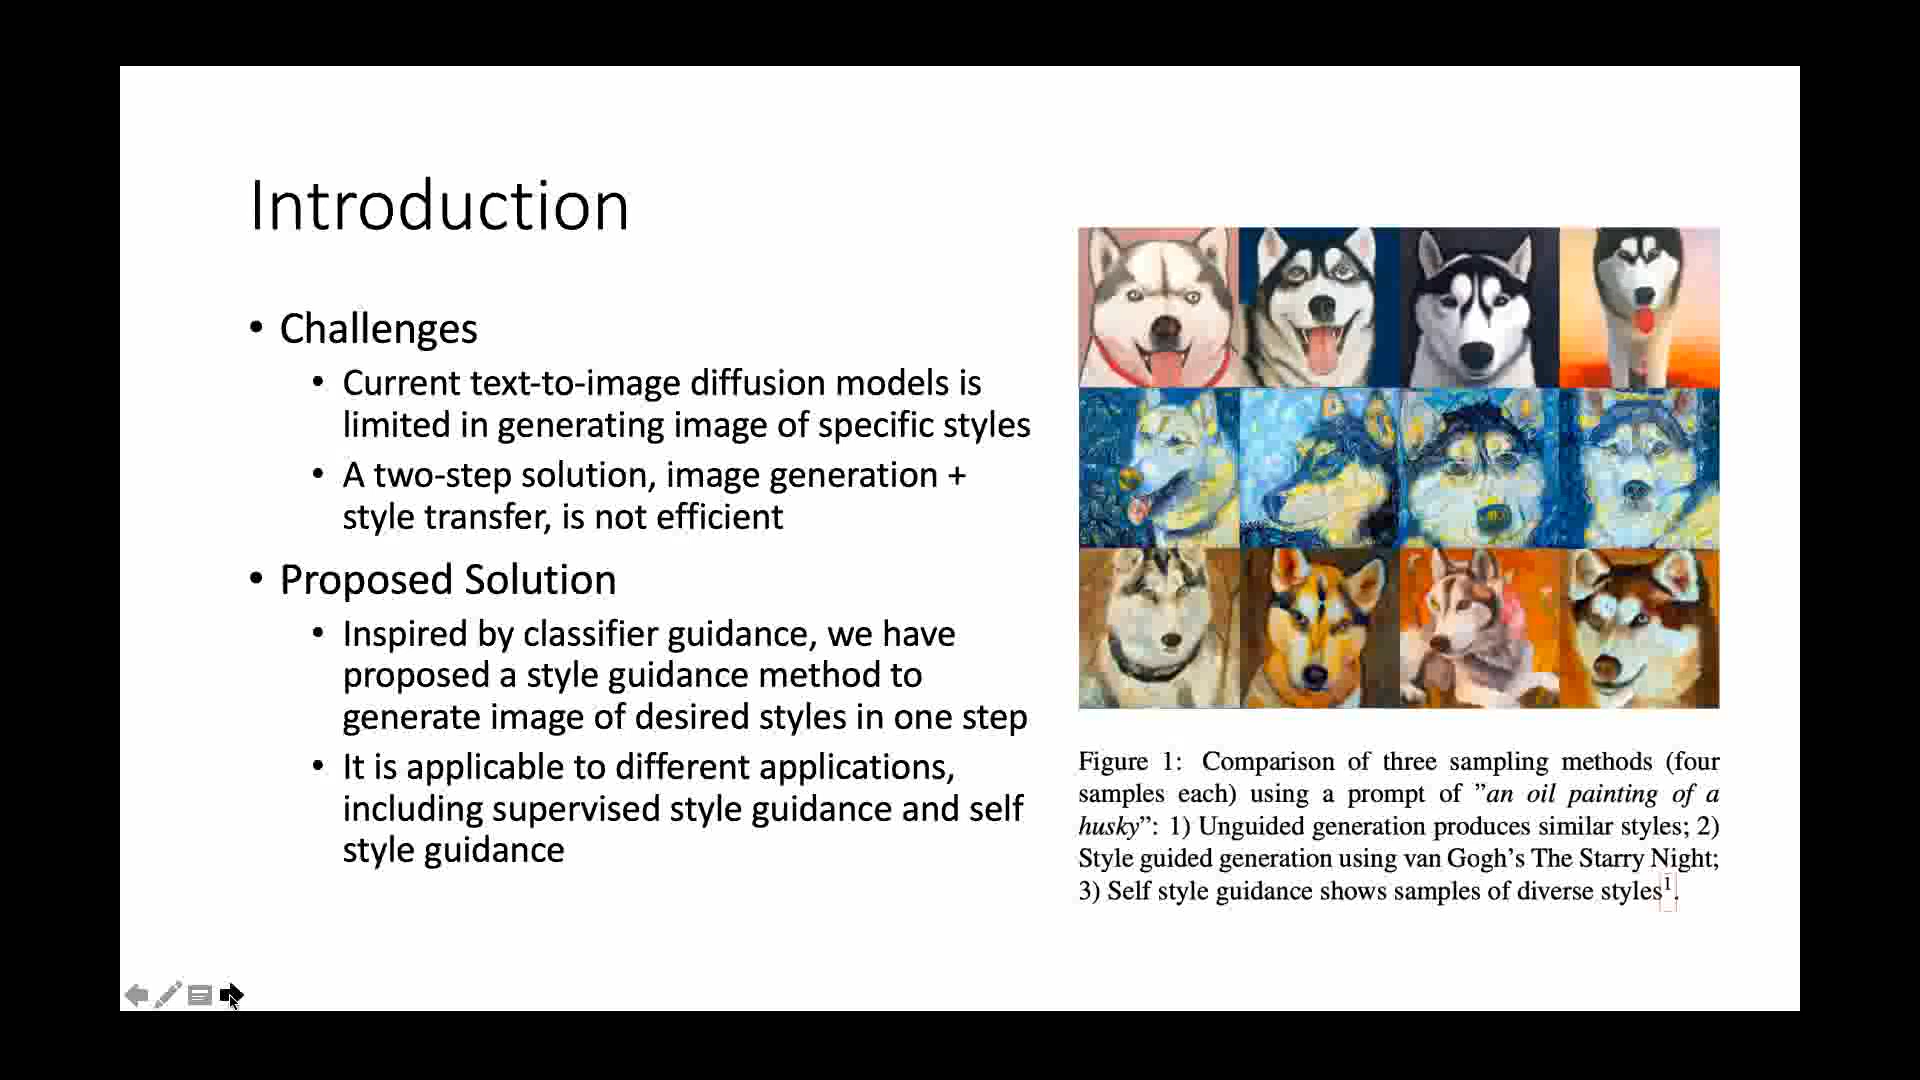 Introduction
• Challenges
• Current text-to-image diffusion models is
limited in generating image of specific styles
• A two-step solution, image generation +
style transfer, is not efficient
• Proposed Solution
• Inspired by classifier guidance, we have
proposed a style guidance method to
generate image of desired styles in one step
• It is applicable to different applications,
including supervised style guidance and self
style guidance
Figure 1: Comparison of three sampling methods (four
samples each) using a prompt of ”an oil painting of a
husky”: 1) Unguided generation produces similar styles; 2)
Style guided generation using van Gogh’s The Starry Night;
3) Self style guidance shows samples of diverse styles1.